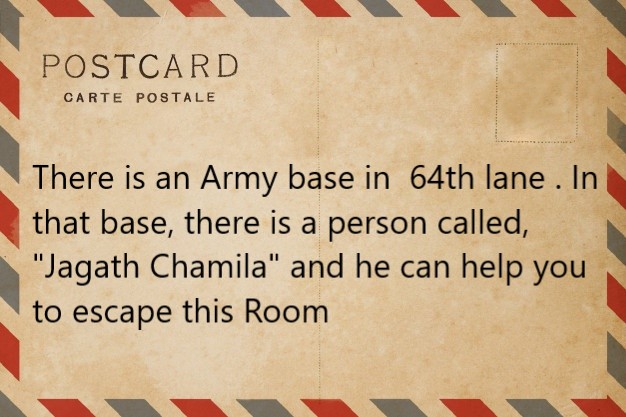 POSTCARD
CARTE POSTALE
There is an Army base in  64th lane . In
that base, there is a person called,
"Jagath Chamila" and he can help you
to escape this Room